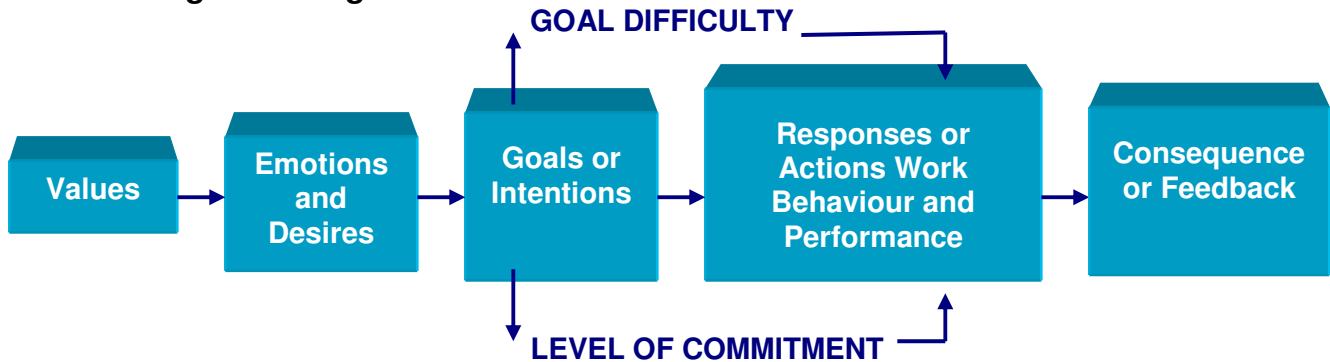 GOAL DIFFICULTY
Values
Emotions
and
Desires
Goals or
Intentions
Responses or
Actions Work
Behaviour and
Performance
Consequence
or Feedback
LEVEL OF COMMITMENT